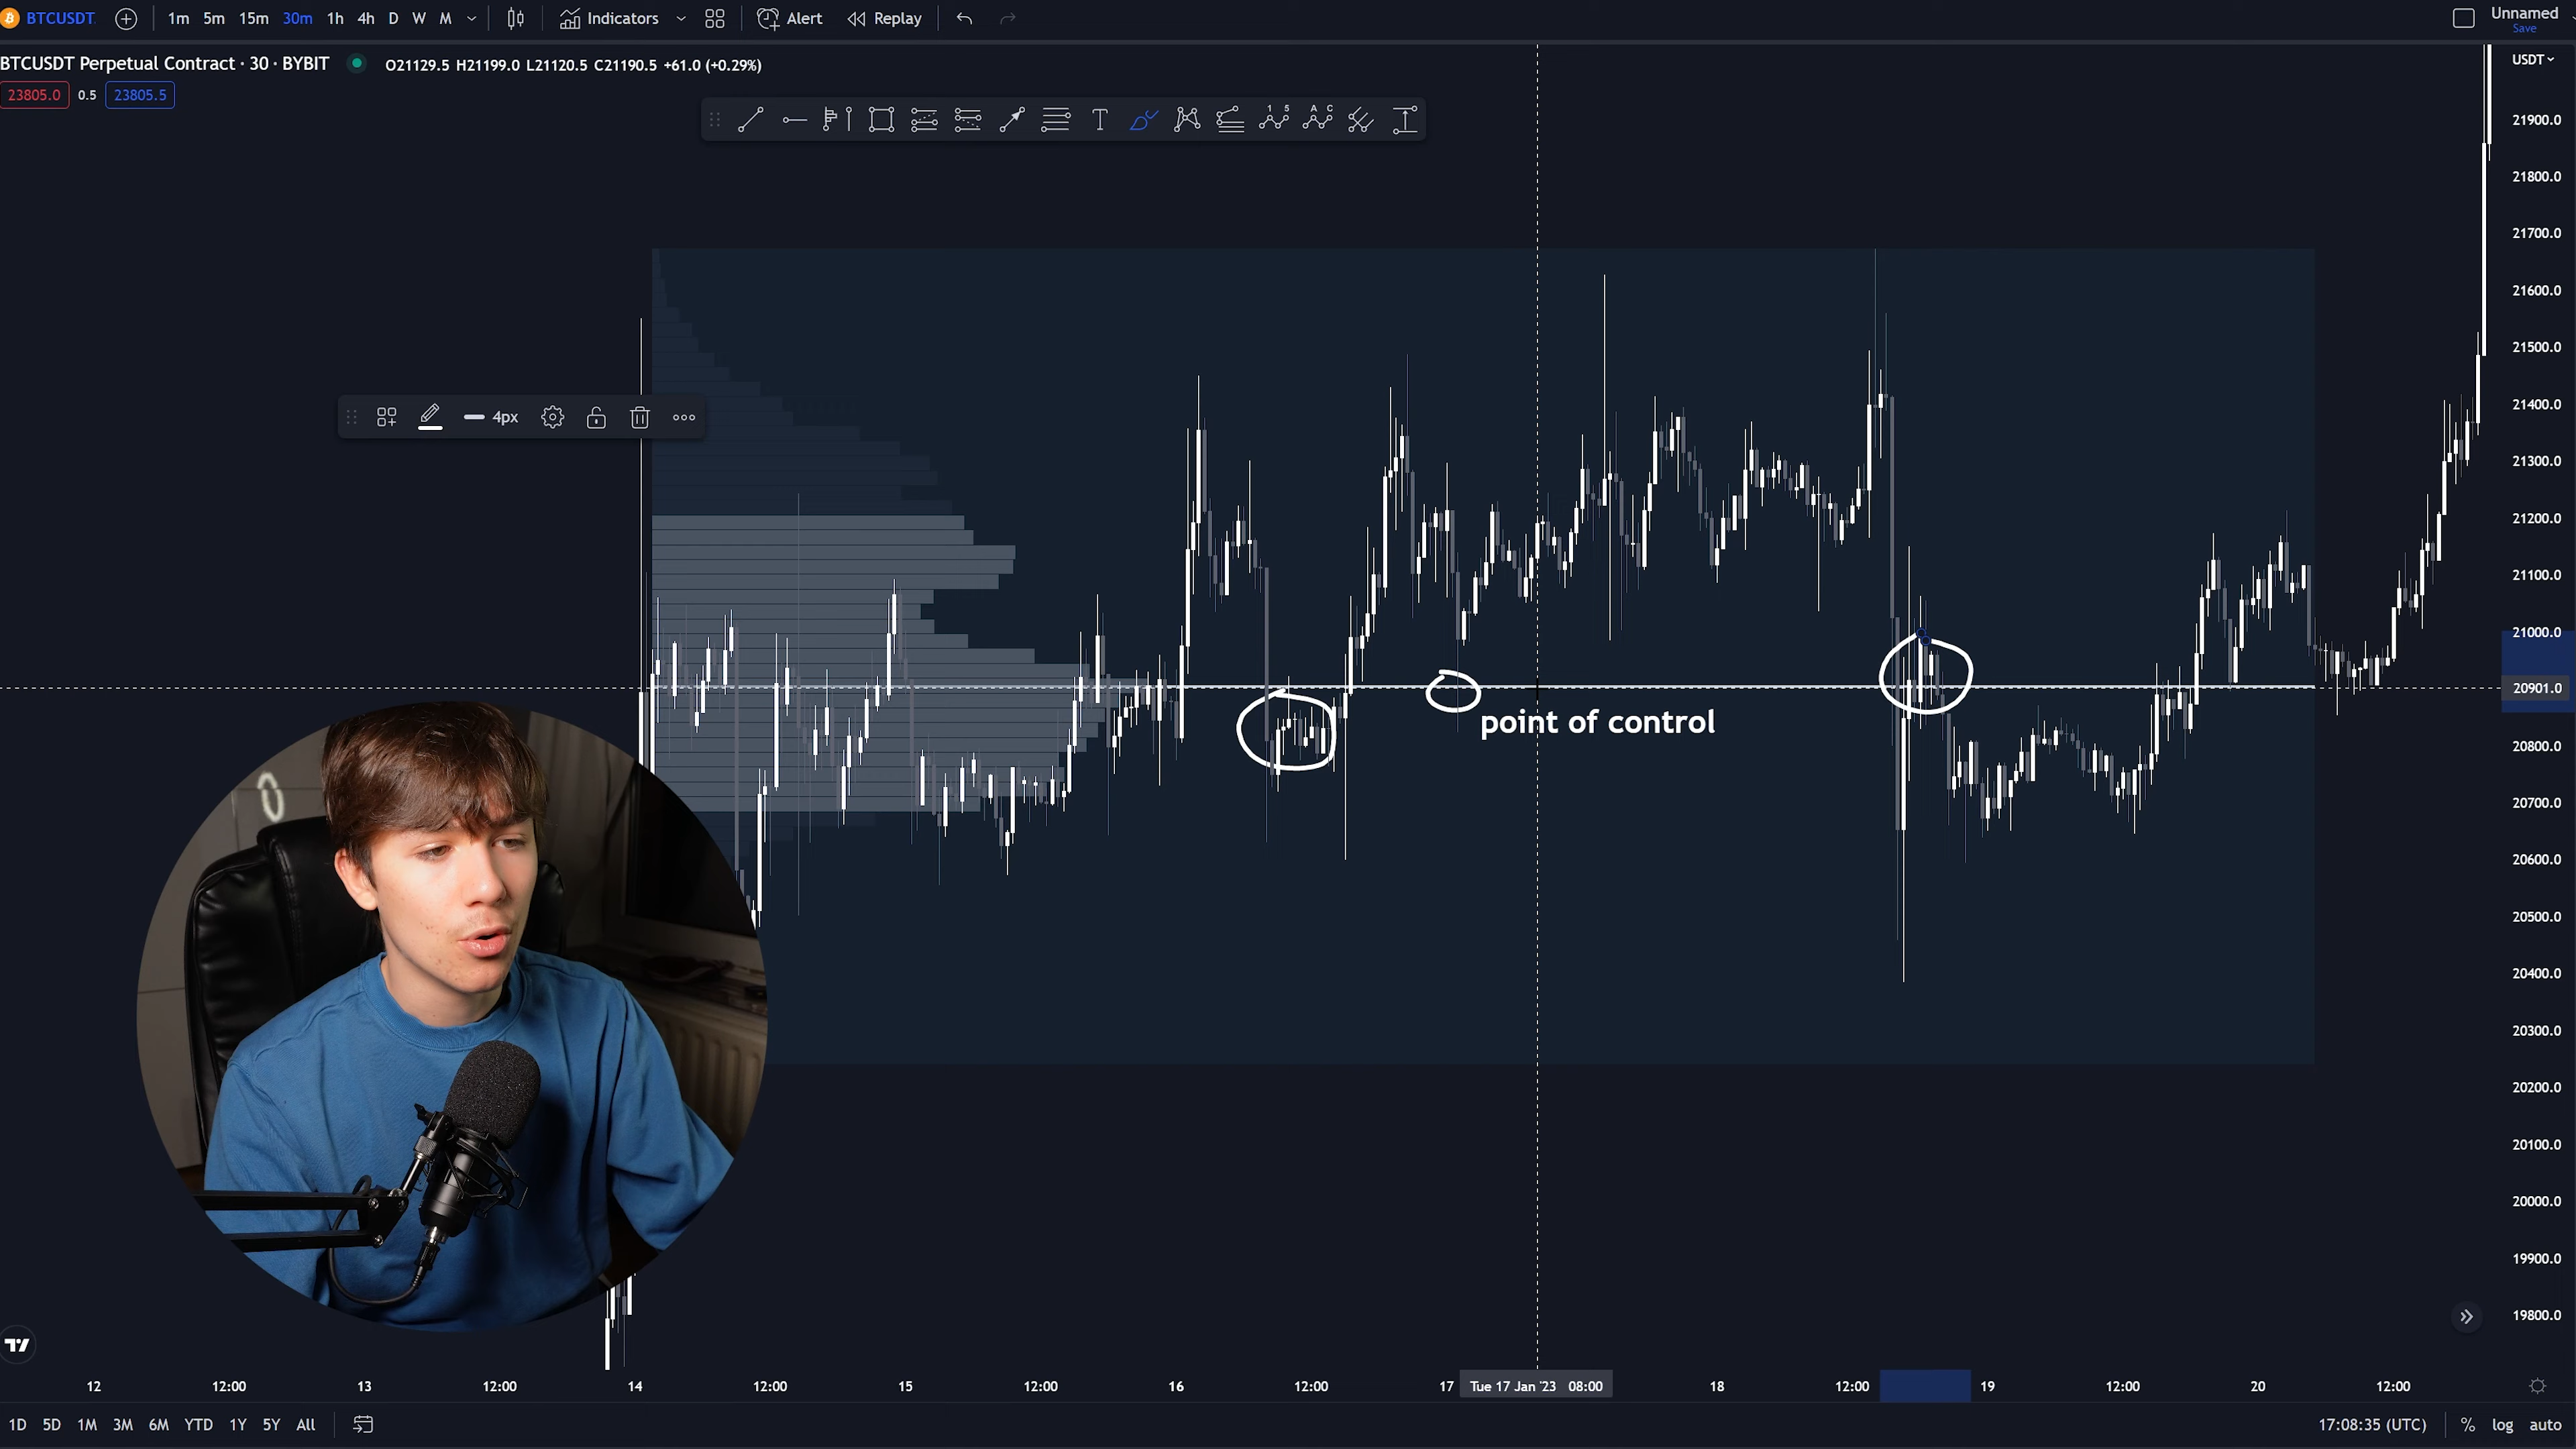 BTCUSDT 1m 5m 15m 30m 1h 4h D W M Indicators Alert Replay Unnamed
Save
BTCUSDT Perpetual Contract · 30 · BYBIT O21129.5 H21199.0 L21120.5 C21190.5 +61.0 (+0.29%) USDT
23805.0 0.5 23805.5
1 5 A C
T
21900.0
21800.0
21700.0
21600.0
21500.0
21400.0
4px
21300.0
21200.0
21100.0
21000.0
20901.0
point of control
20800.0
20700.0
20600.0
20500.0
20400.0
20300.0
20200.0
20100.0
20000.0
19900.0
19800.0
12 12:00 13 12:00 14 12:00 15 12:00 16 12:00 17 Tue 17 Jan '23 08:00 18 12:00 19 12:00 20 12:00
1D 5D 1M 3M 6M YTD 1Y 5Y All 17:08:35 (UTC) % log auto